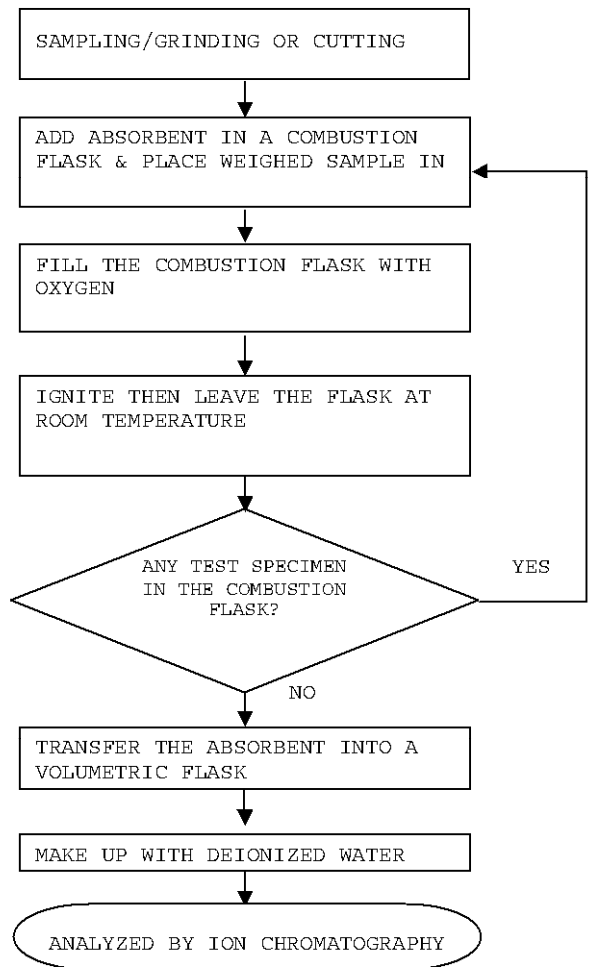 SAMPLING/GRINDING OR CUTTING
ADD ABSORBENT IN A COMBUSTION
FLASK & PLACE WEIGHED SAMPLE IN
FILL THE COMBUSTION FLASK WITH
OXYGEN
IGNITE THEN LEAVE THE FLASK AT
ROOM TEMPERATURE
ANY TEST SPECIMEN
IN THE COMBUSTION
FLASK?
YES
NO
TRANSFER THE ABSORBENT INTO A
VOLUMETRIC FLASK
MAKE UP WITH DEIONIZED WATER
ANALYZED BY ION CHROMATOGRAPHY